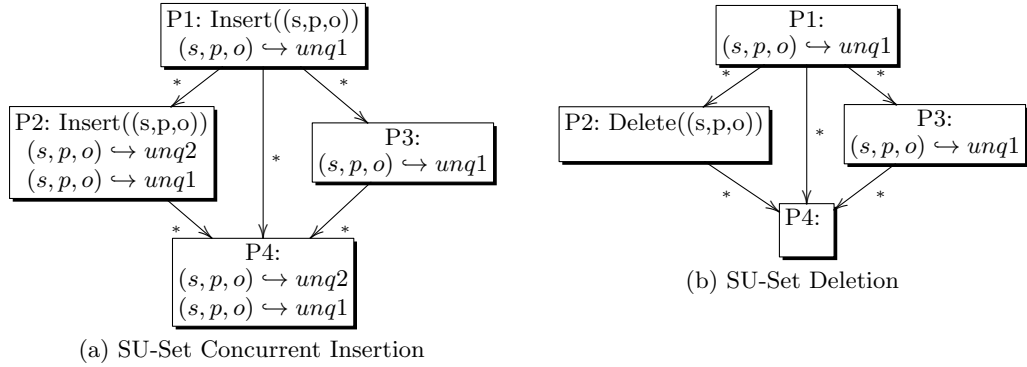 P1: Insert((s,p,o))
(s, p, o) ↪ unq1
*
*
P2: Insert((s,p,o))
(s, p, o) ↪ unq2
(s, p, o) ↪ unq1
*
P3:
(s, p, o) ↪ unq1
*
*
P4:
(s, p, o) ↪ unq2
(s, p, o) ↪ unq1
(a) SU-Set Concurrent Insertion
P1:
(s, p, o) ↪ unq1
*
*
P2: Delete((s,p,o))
*
P3:
(s, p, o) ↪ unq1
*
*
P4:
(b) SU-Set Deletion